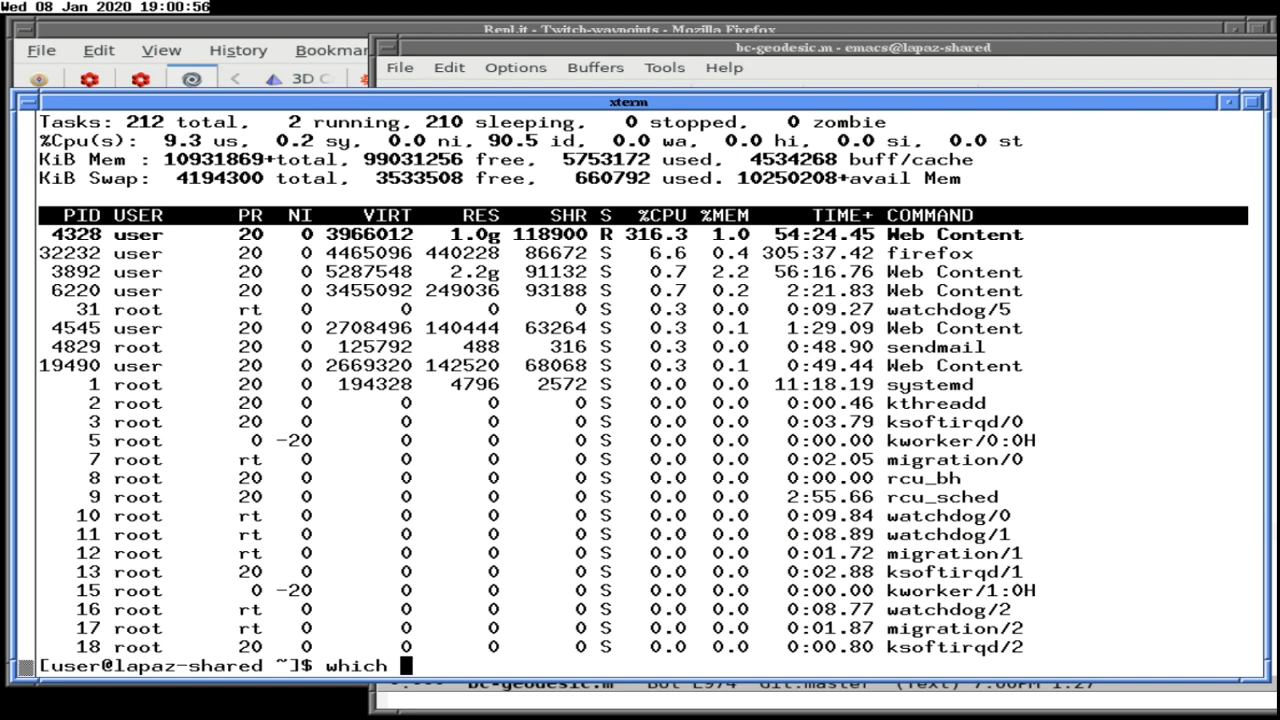 Wed 08 Jan 2020 19:00:56
Repl.it - Twitch-waypoints - Mozilla Firefox
File Edit View History Bookmar
bc-geodesic.m - emacs@lapaz-shared
File Edit Options Buffers Tools Help
3D
xterm
Tasks: 212 total, 2 running, 210 sleeping, 0 stopped, 0 zombie
%Cpu(s): 9.3 us, 0.2 sy, 0.0 ni, 90.5 id, 0.0 wa, 0.0 hi, 0.0 si, 0.0 st
KiB Mem : 10931869+total, 99031256 free, 5753172 used, 4534268 buff/cache
KiB Swap: 4194300 total, 3533508 free, 660792 used. 10250208+avail Mem
PID USER PR NI VIRT RES SHR S %CPU %MEM TIME+ COMMAND
4328 user 20 0 3966012 1.0g 118900 R 316.3 1.0 54:24.45 Web Content
32232 user 20 0 4465096 440228 86672 S 6.6 0.4 305:37.42 firefox
3892 user 20 0 5287548 2.2g 91132 S 0.7 2.2 56:16.76 Web Content
6220 user 20 0 3455092 249036 93188 S 0.7 0.2 2:21.83 Web Content
31 root rt 0 0 0 0 S 0.3 0.0 0:09.27 watchdog/5
4545 user 20 0 2708496 140444 63264 S 0.3 0.1 1:29.09 Web Content
4829 root 20 0 125792 488 316 S 0.3 0.0 0:48.90 sendmail
19490 user 20 0 2669320 142520 68068 S 0.3 0.1 0:49.44 Web Content
1 root 20 0 194328 4796 2572 S 0.0 0.0 11:18.19 systemd
2 root 20 0 0 0 0 S 0.0 0.0 0:00.46 kthreadd
3 root 20 0 0 0 0 S 0.0 0.0 0:03.79 ksoftirqd/0
5 root 0 -20 0 0 0 S 0.0 0.0 0:00.00 kworker/0:0H
7 root rt 0 0 0 0 S 0.0 0.0 0:02.05 migration/0
8 root 20 0 0 0 0 S 0.0 0.0 0:00.00 rcu_bh
9 root 20 0 0 0 0 S 0.0 0.0 2:55.66 rcu_sched
10 root rt 0 0 0 0 S 0.0 0.0 0:09.84 watchdog/0
11 root rt 0 0 0 0 S 0.0 0.0 0:08.89 watchdog/1
12 root rt 0 0 0 0 S 0.0 0.0 0:01.72 migration/1
13 root 20 0 0 0 0 S 0.0 0.0 0:02.88 ksoftirqd/1
15 root 0 -20 0 0 0 S 0.0 0.0 0:00.00 kworker/1:0H
16 root rt 0 0 0 0 S 0.0 0.0 0:08.77 watchdog/2
17 root rt 0 0 0 0 S 0.0 0.0 0:01.87 migration/2
18 root 20 0 0 0 0 S 0.0 0.0 0:00.80 ksoftirqd/2
[user@lapaz-shared ~]$ which
bc-geodesic.m Bot L974 Git:master (Text) 7:00PM 1.27